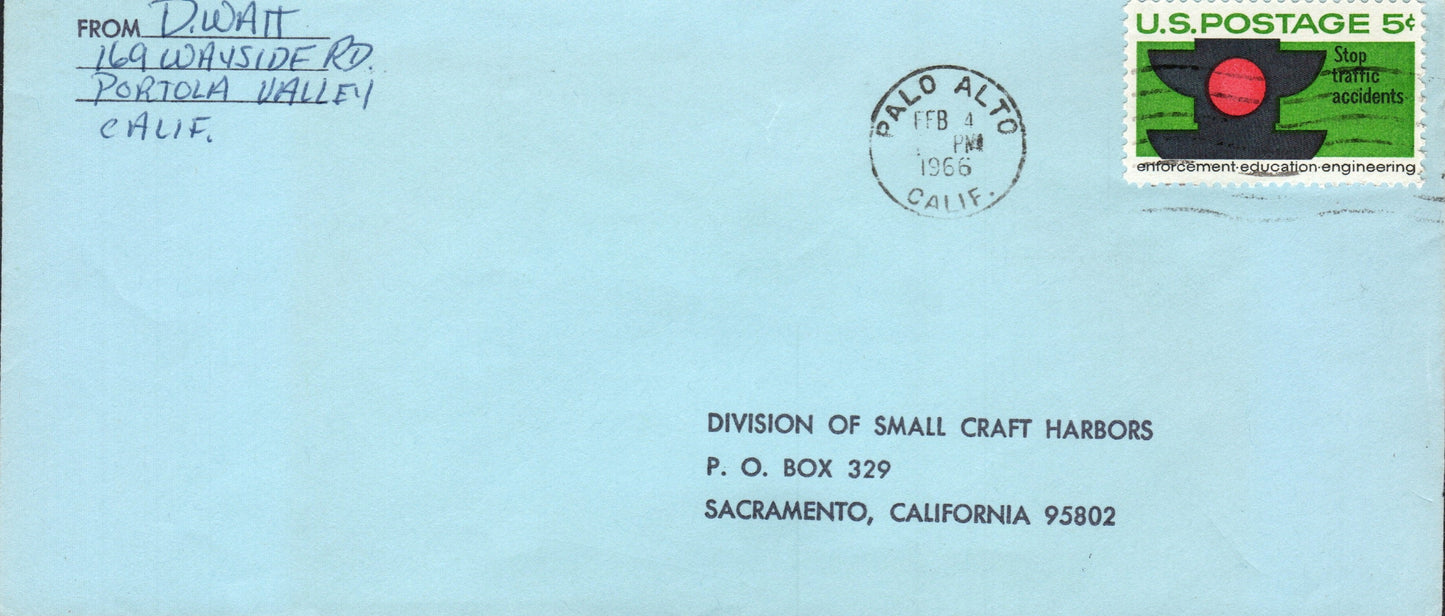 FROM D. WATT
169 WAYSIDE RD.
PORTOLA VALLEY
CALIF.
PALO ALTO
FEB 4
PM
1966
CALIF.
U.S. POSTAGE 5¢
Stop
traffic
accidents
enforcement·education·engineering
DIVISION OF SMALL CRAFT HARBORS
P. O. BOX 329
SACRAMENTO, CALIFORNIA 95802